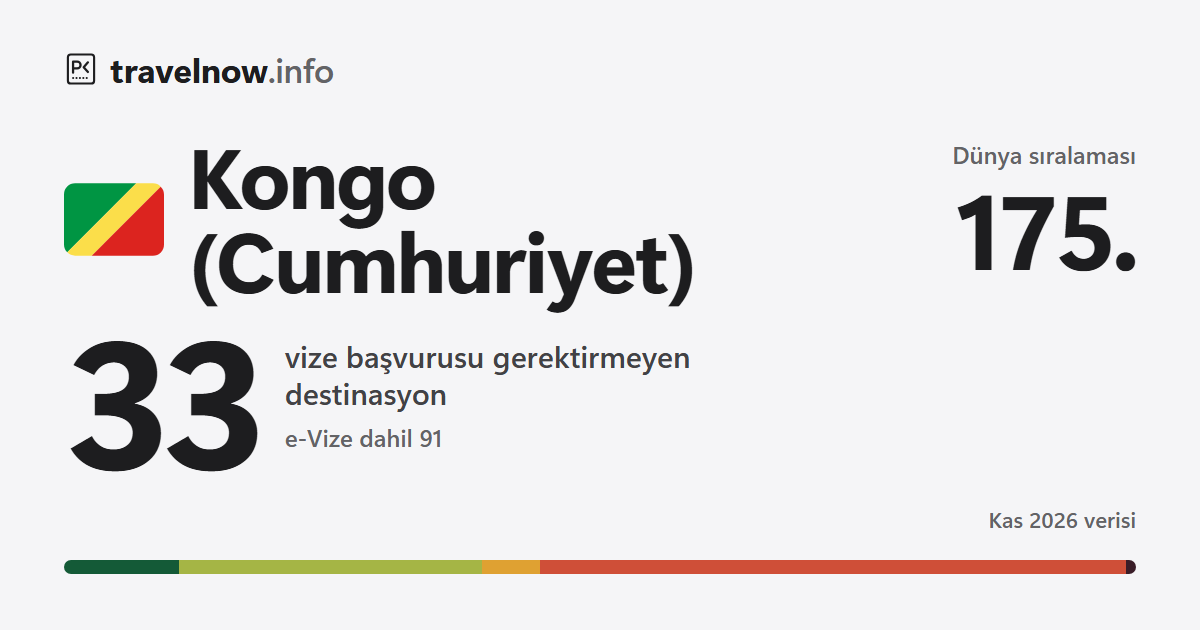 travelnow.info
Kongo
(Cumhuriyet)
Dünya sıralaması
175.
33
vize başvurusu gerektirmeyen
destinasyon
e-Vize dahil 91
Kas 2026 verisi